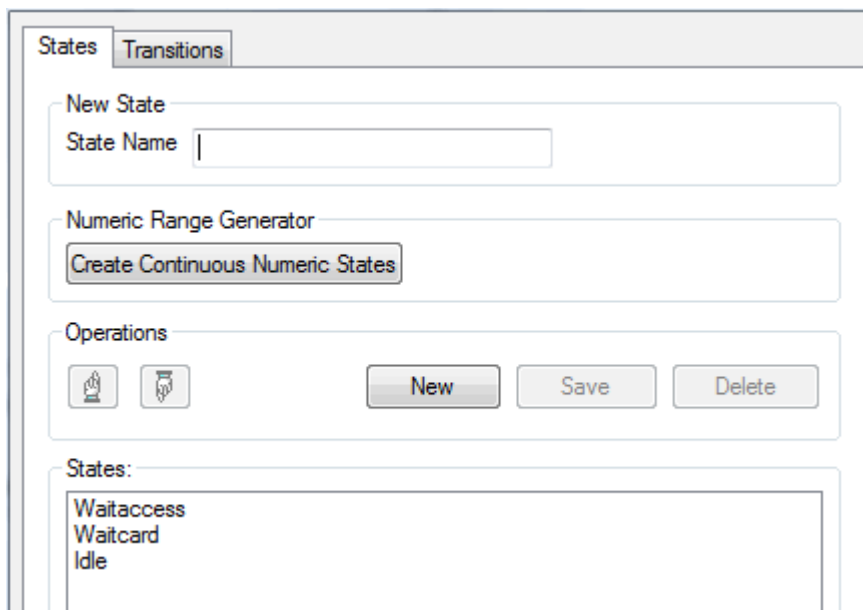 States Transitions
New State
State Name
Numeric Range Generator
Create Continuous Numeric States
Operations
New Save Delete
States:
Waitaccess
Waitcard
Idle